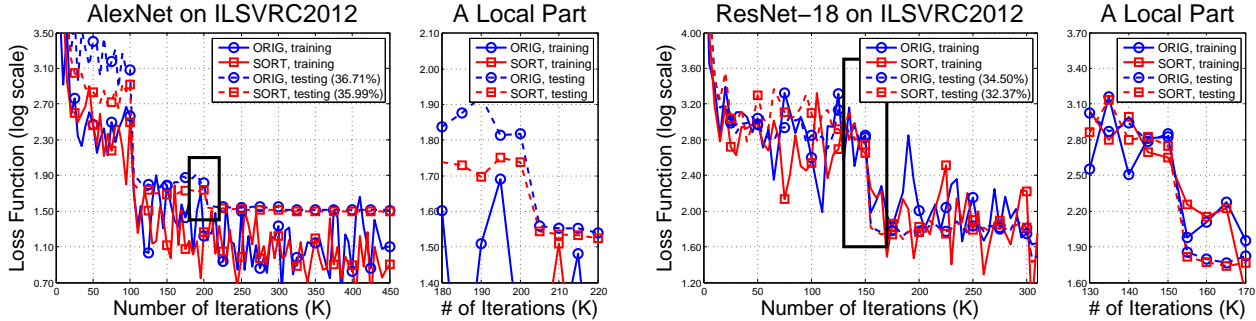 AlexNet on ILSVRC2012
Loss Function (log scale)
3.50
3.10
2.70
2.30
1.90
1.50
1.10
0.70
0 50 100 150 200 250 300 350 400 450
Number of Iterations (K)
ORIG, training
SORT, training
ORIG, testing (36.71%)
SORT, testing (35.99%)
A Local Part
2.10
2.00
1.90
1.80
1.70
1.60
1.50
1.40
180 190 200 210 220
# of Iterations (K)
ORIG, training
SORT, training
ORIG, testing
SORT, testing
ResNet−18 on ILSVRC2012
Loss Function (log scale)
4.00
3.60
3.20
2.80
2.40
2.00
1.60
1.20
0 50 100 150 200 250 300
Number of Iterations (K)
ORIG, training
SORT, training
ORIG, testing (34.50%)
SORT, testing (32.37%)
A Local Part
3.70
3.40
3.10
2.80
2.50
2.20
1.90
1.60
130 140 150 160 170
# of Iterations (K)
ORIG, training
SORT, training
ORIG, testing
SORT, testing